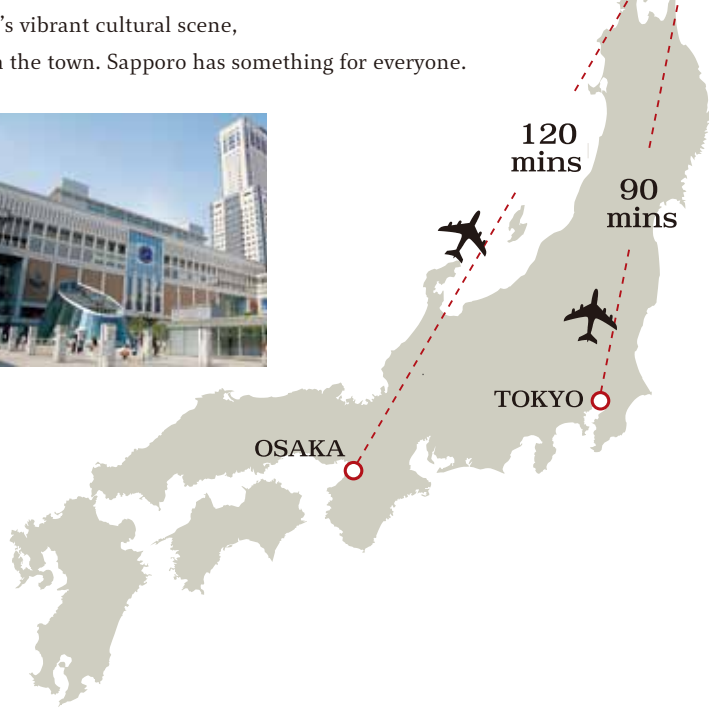 ’s vibrant cultural scene,
the town. Sapporo has something for everyone.
120
mins
90
mins
TOKYO
OSAKA